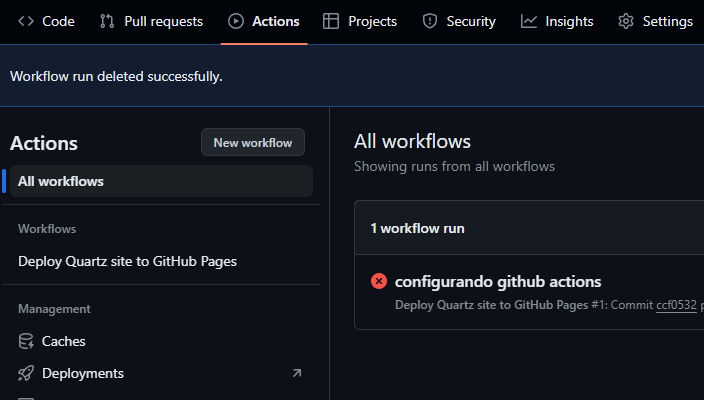 Code Pull requests Actions Projects Security Insights Settings
Workflow run deleted successfully.
Actions New workflow
All workflows
Workflows
Deploy Quartz site to GitHub Pages
Management
Caches
Deployments
All workflows
Showing runs from all workflows
1 workflow run
configurando github actions
Deploy Quartz site to GitHub Pages #1: Commit ccf0532